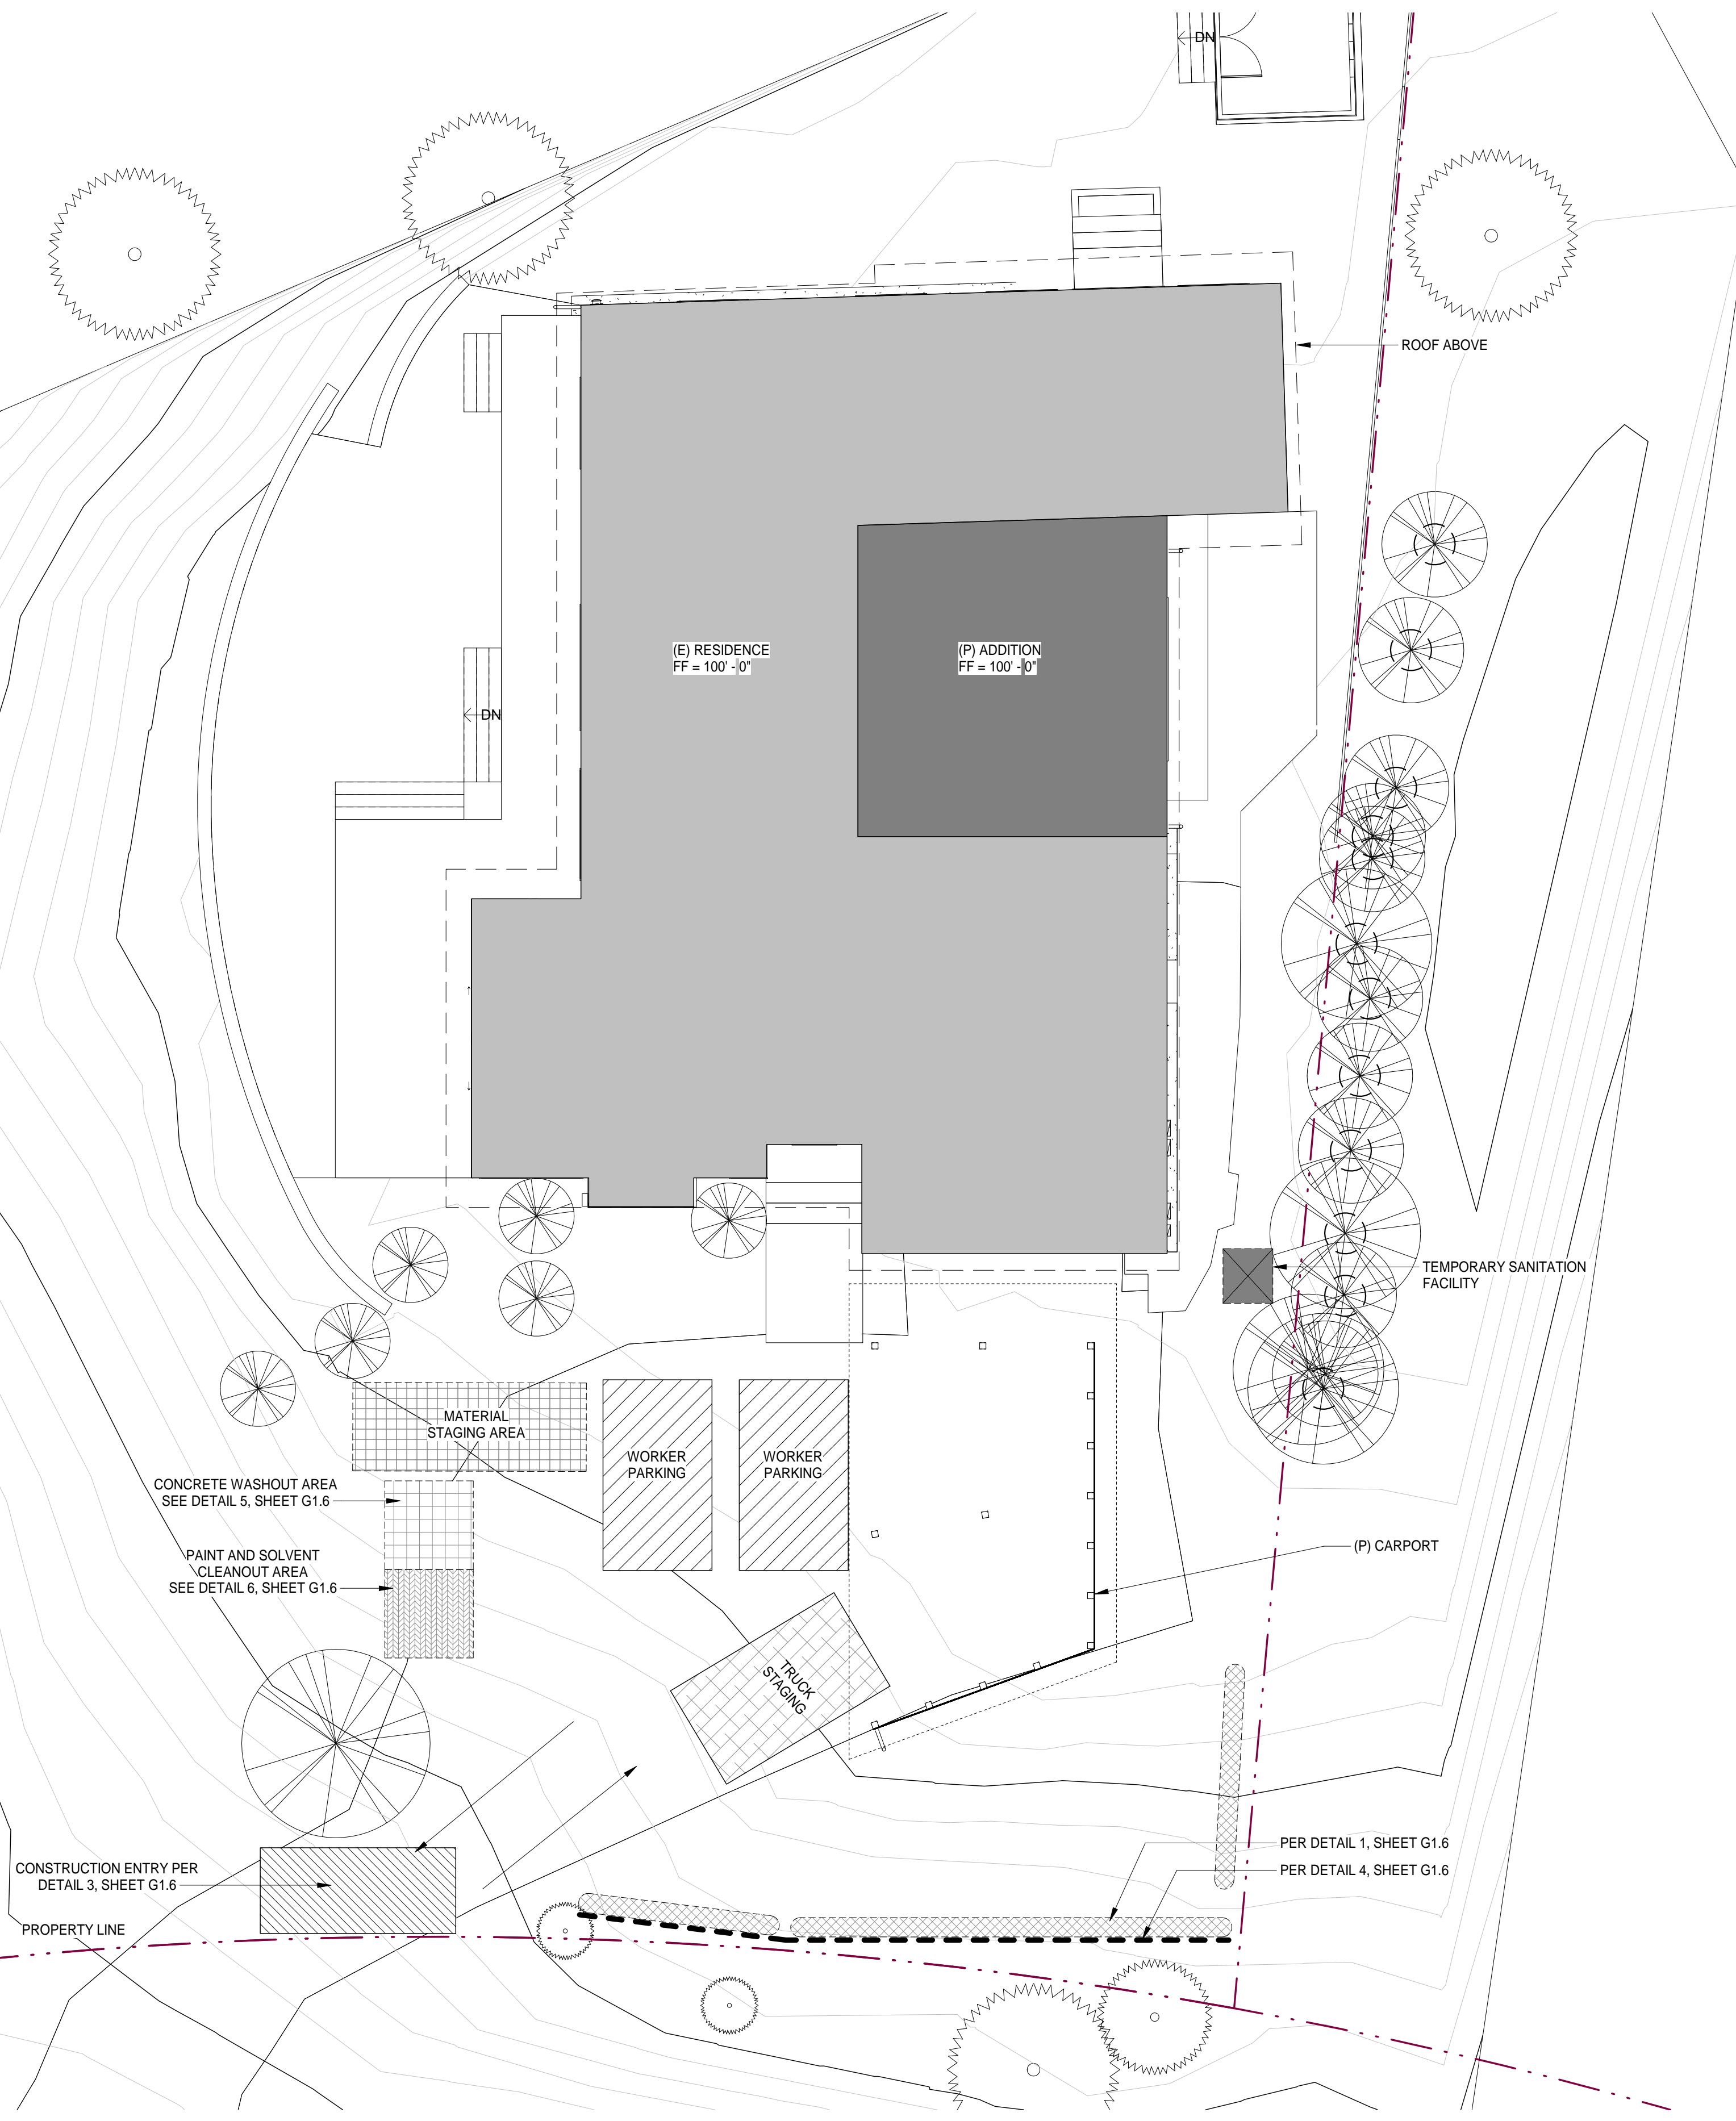 DN
ROOF ABOVE
(E) RESIDENCE
FF = 100' - 0"
(P) ADDITION
FF = 100' - 0"
DN
TEMPORARY SANITATION
FACILITY
MATERIAL
STAGING AREA
WORKER
PARKING
WORKER
PARKING
CONCRETE WASHOUT AREA
SEE DETAIL 5, SHEET G1.6
(P) CARPORT
PAINT AND SOLVENT
CLEANOUT AREA
SEE DETAIL 6, SHEET G1.6
TRUCK
STAGING
PER DETAIL 1, SHEET G1.6
PER DETAIL 4, SHEET G1.6
CONSTRUCTION ENTRY PER
DETAIL 3, SHEET G1.6
PROPERTY LINE